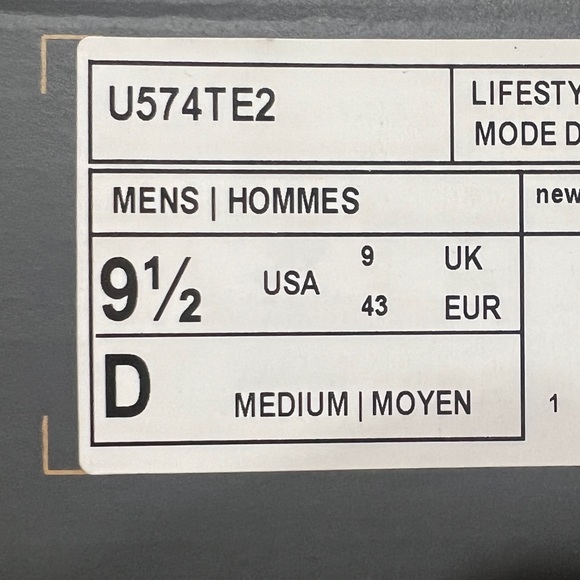 U574TE2
LIFESTY
MODE D
MENS | HOMMES
new
9½ USA 9 UK
43 EUR
D MEDIUM | MOYEN
1